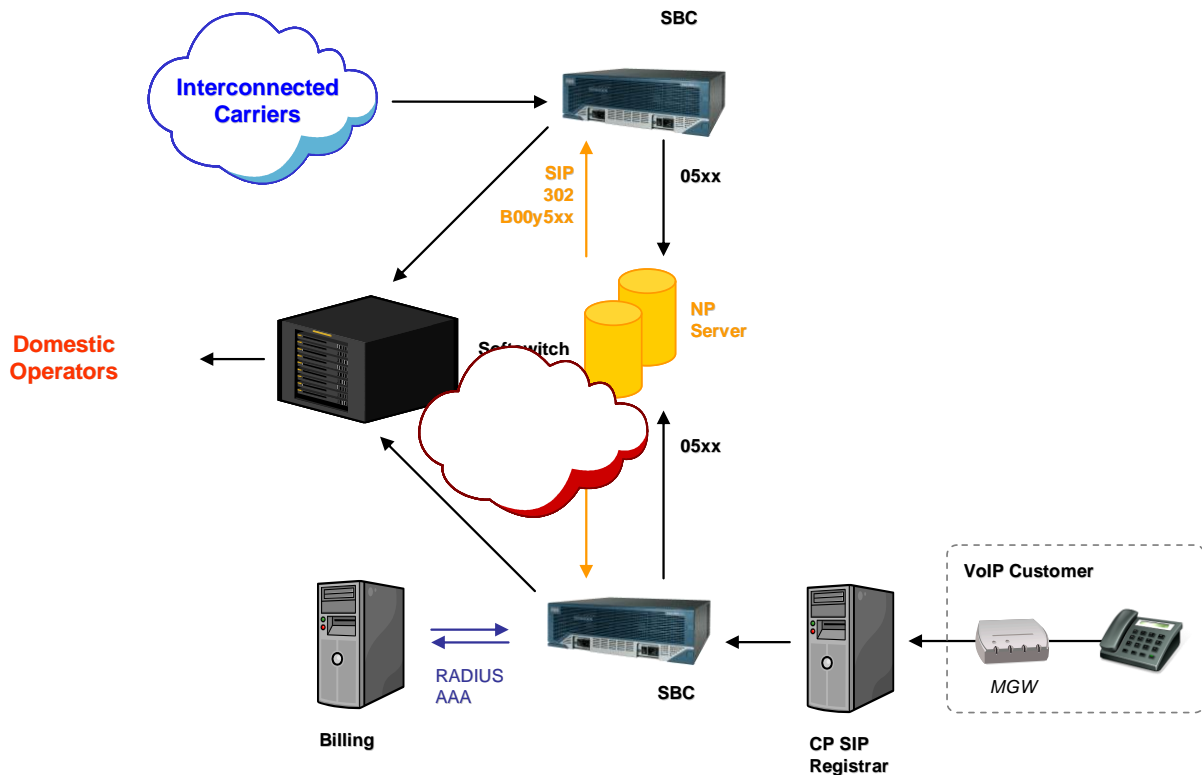 SBC
Interconnected
Carriers
SIP
302
B00y5xx
05xx
NP
Server
Softswitch
Domestic
Operators
05xx
VoIP Customer
RADIUS
AAA
SBC
MGW
Billing
CP SIP
Registrar